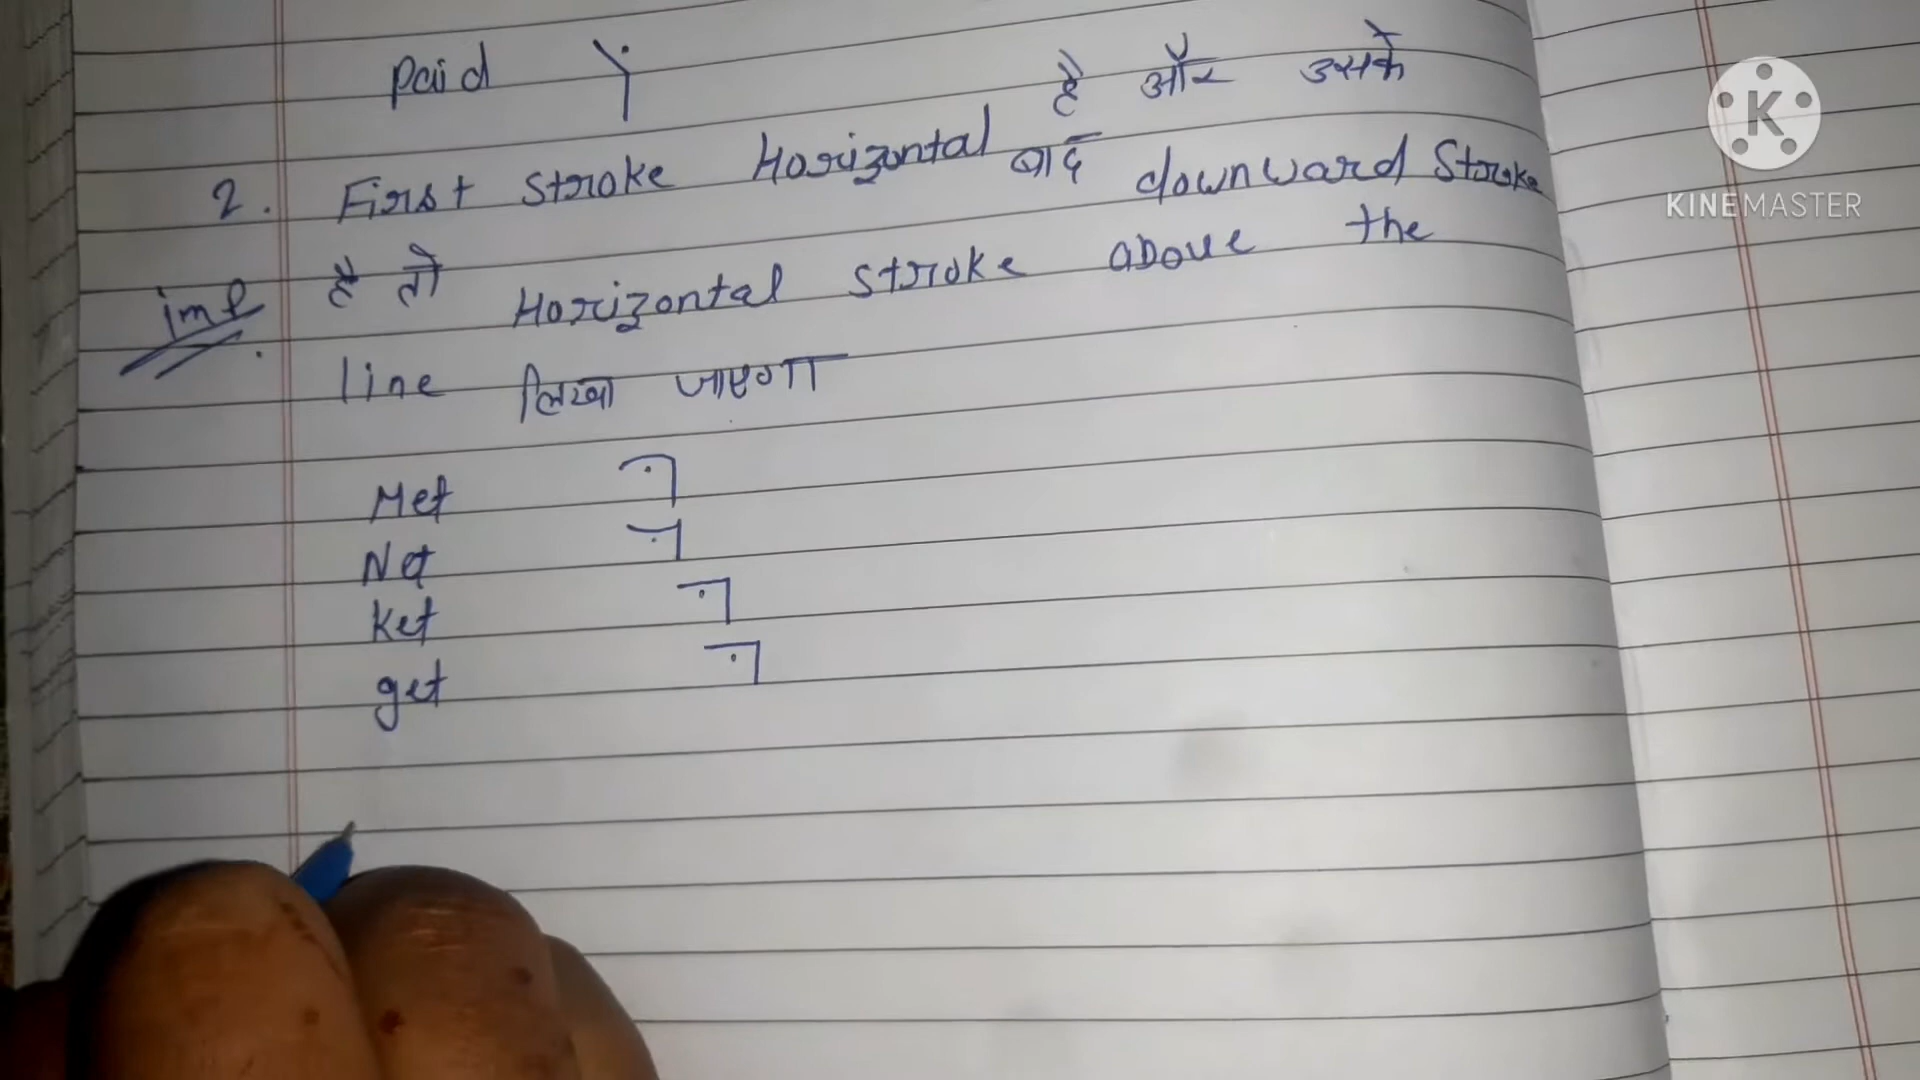 Paid
2. First stroke Horizontal है और उसके
बाद downward Stroke
imp है तो Horizontal stroke above the
line लिखा जाएगा
Met
Net
Ket
get
K
KINEMASTER